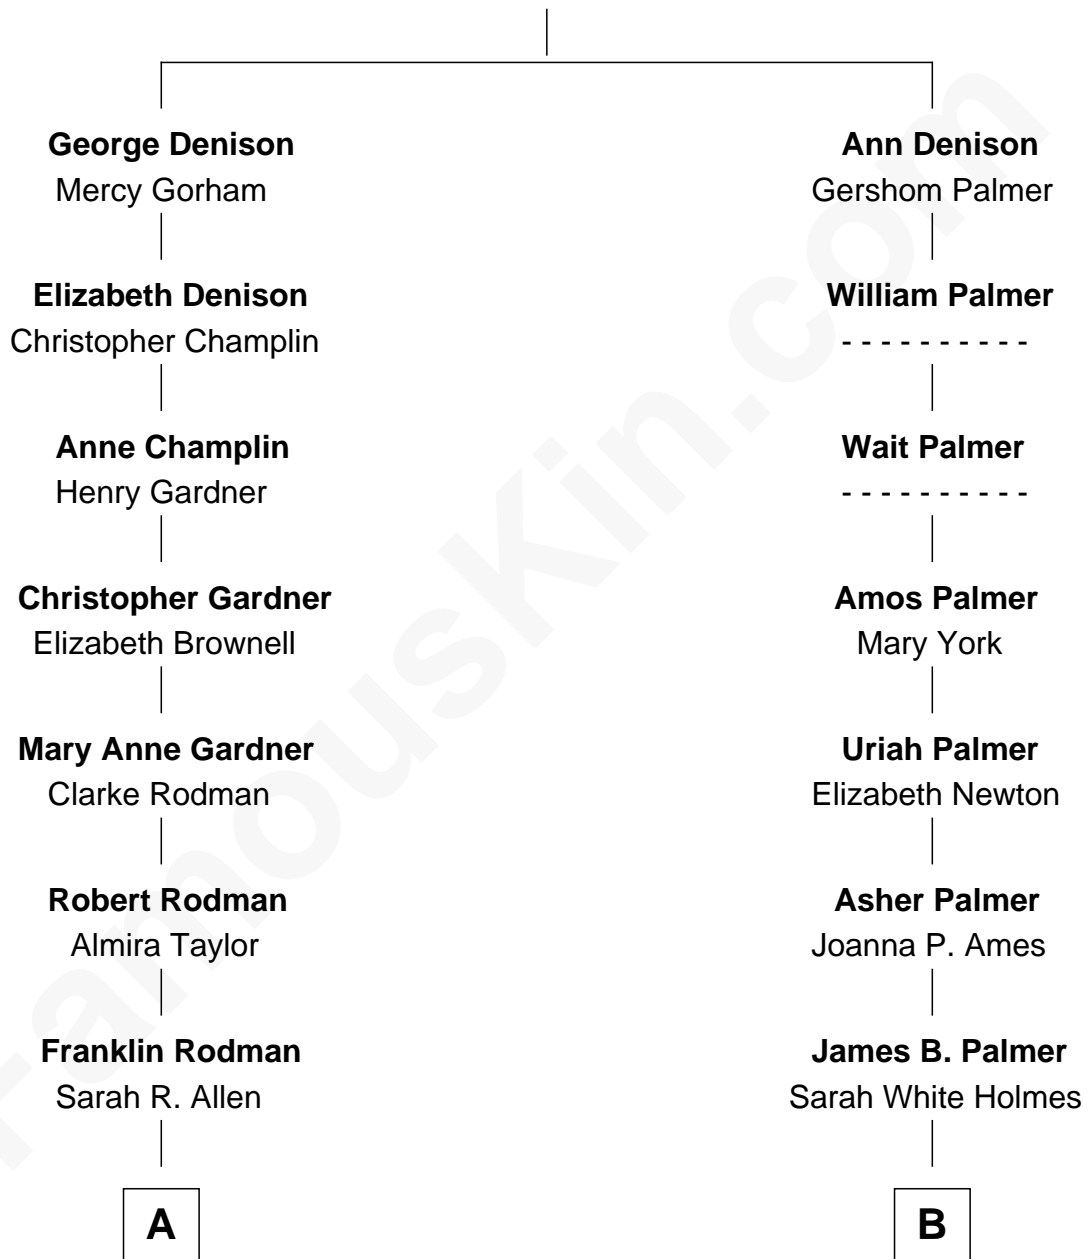 George Denison
Mercy Gorham
Elizabeth Denison
Christopher Champlin
Anne Champlin
Henry Gardner
Christopher Gardner
Elizabeth Brownell
Mary Anne Gardner
Clarke Rodman
Robert Rodman
Almira Taylor
Franklin Rodman
Sarah R. Allen
A
Ann Denison
Gershom Palmer
William Palmer
- - - - - - - - - -
Wait Palmer
- - - - - - - - - -
Amos Palmer
Mary York
Uriah Palmer
Elizabeth Newton
Asher Palmer
Joanna P. Ames
James B. Palmer
Sarah White Holmes
B
FamousKin.com